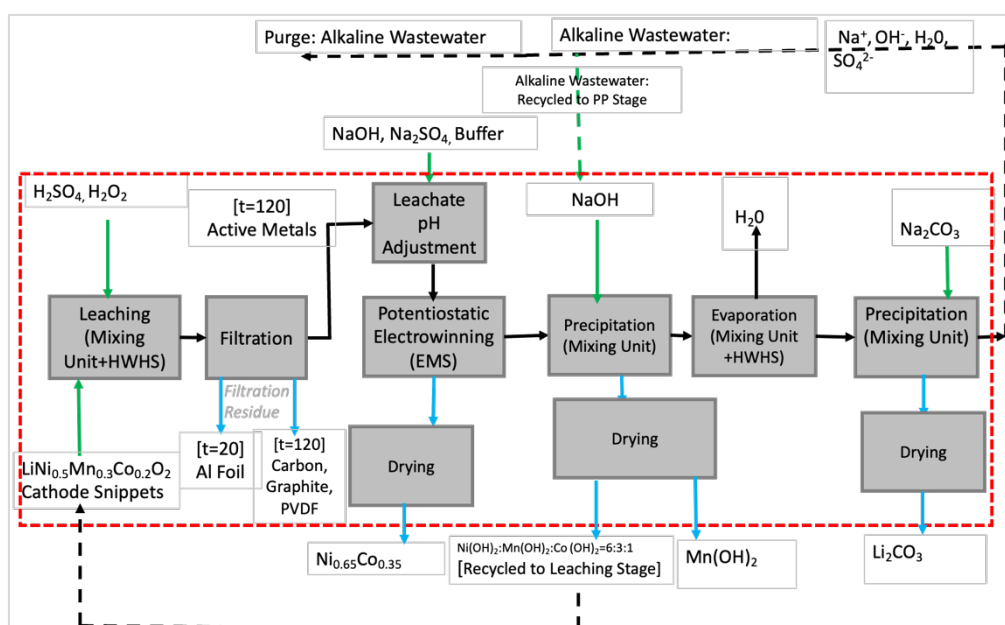 Purge: Alkaline Wastewater
Alkaline Wastewater:
Na⁺, OH⁻, H₂0,
SO₄²⁻
Alkaline Wastewater:
Recycled to PP Stage
NaOH, Na₂SO₄, Buffer
H₂SO₄, H₂O₂
[t=120]
Active Metals
Leachate
pH
Adjustment
NaOH
H₂0
Na₂CO₃
Leaching
(Mixing
Unit+HWHS)
Filtration
Potentiostatic
Electrowinning
(EMS)
Precipitation
(Mixing Unit)
Evaporation
(Mixing Unit
+HWHS)
Precipitation
(Mixing Unit)
Filtration
Residue
[t=20]
Al Foil
[t=120]
Carbon,
Graphite,
PVDF
LiNi₀.₅Mn₀.₃Co₀.₂O₂
Cathode Snippets
Drying
Drying
Drying
Ni₀.₆₅Co₀.₃₅
Ni(OH)₂:Mn(OH)₂:Co(OH)₂=6:3:1
[Recycled to Leaching Stage]
Mn(OH)₂
Li₂CO₃